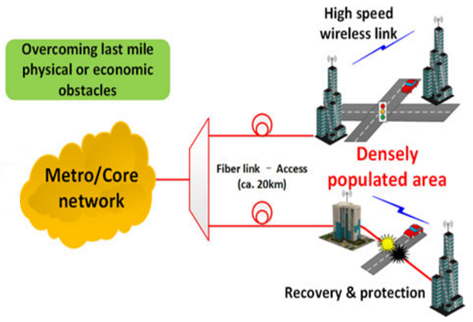 Overcoming last mile
physical or economic
obstacles
High speed
wireless link
Metro/Core
network
Fiber link – Access
(ca. 20km)
Densely
populated area
Recovery & protection